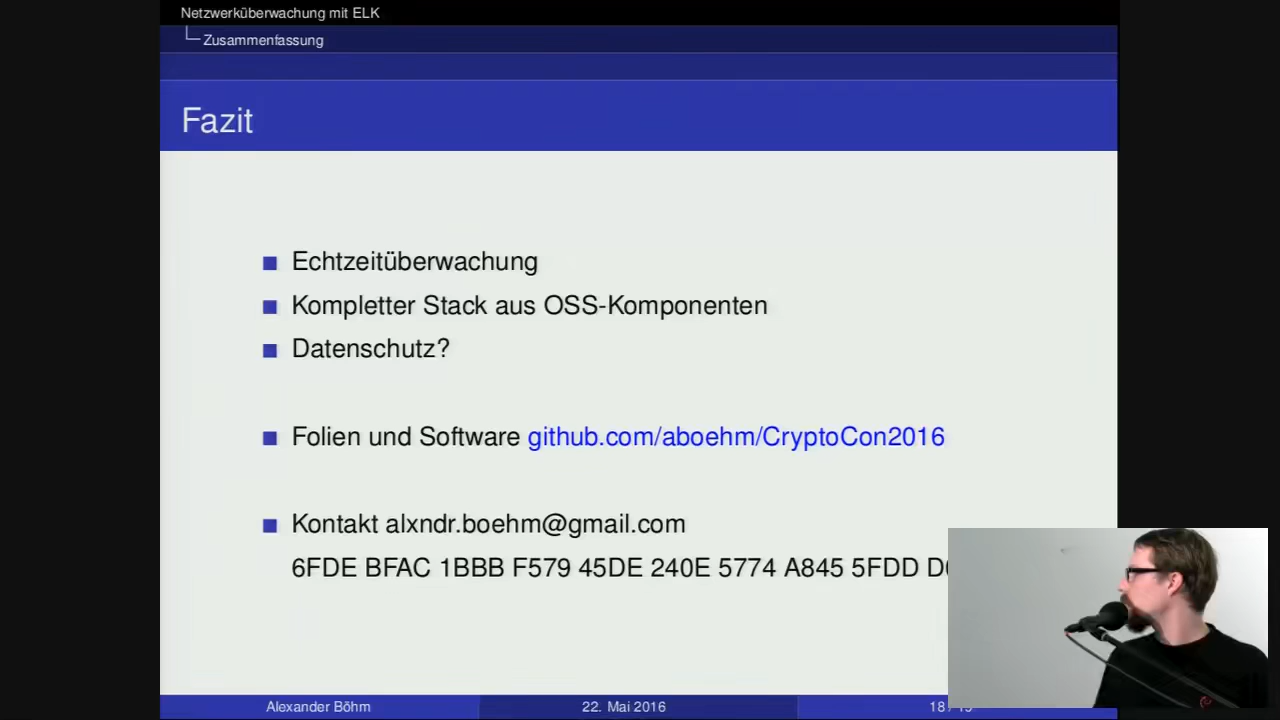 Netzwerküberwachung mit ELK
Zusammenfassung
Fazit
Echtzeitüberwachung
Kompletter Stack aus OSS-Komponenten
Datenschutz?
Folien und Software github.com/aboehm/CryptoCon2016
Kontakt alxndr.boehm@gmail.com
6FDE BFAC 1BBB F579 45DE 240E 5774 A845 5FDD
Alexander Böhm
22. Mai 2016
18